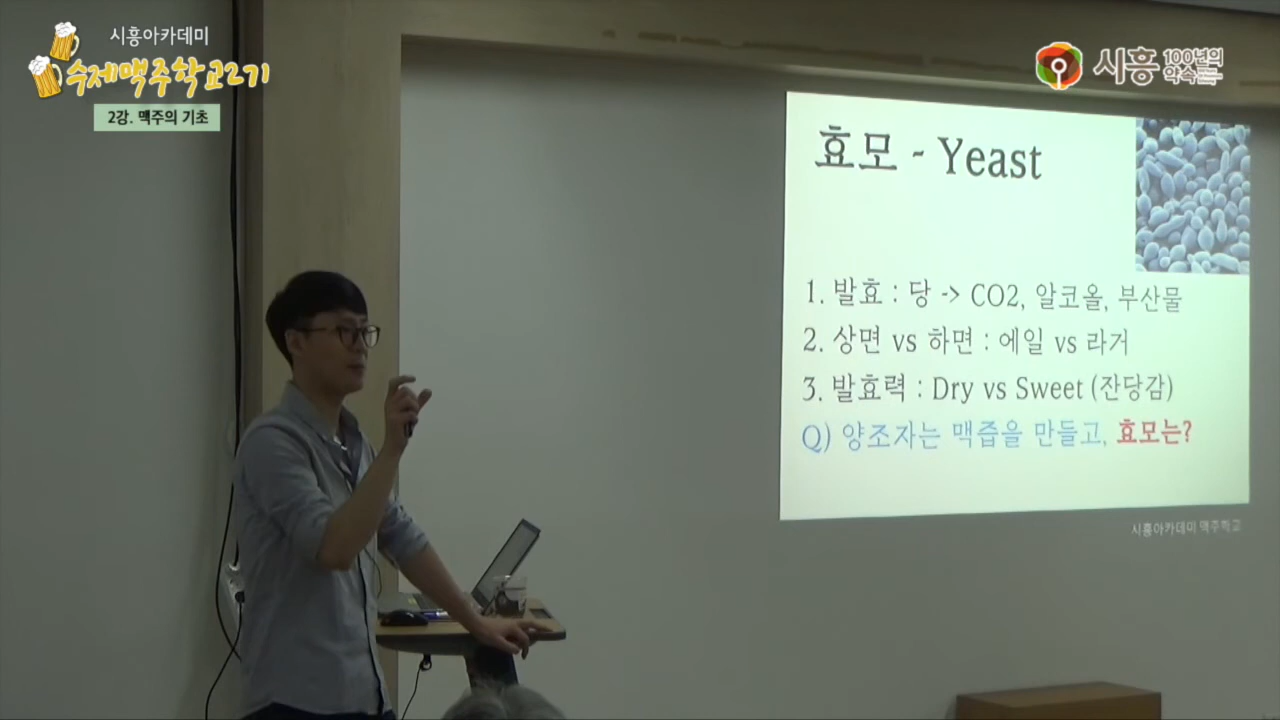 시흥아카데미
수제맥주학교2기
2강. 맥주의 기초
시흥 100년의 약속
효모 - Yeast
1. 발효 : 당 -> CO2, 알코올, 부산물
2. 상면 vs 하면 : 에일 vs 라거
3. 발효력 : Dry vs Sweet (잔당감)
Q) 양조자는 맥즙을 만들고, 효모는?
시흥아카데미 맥주학교